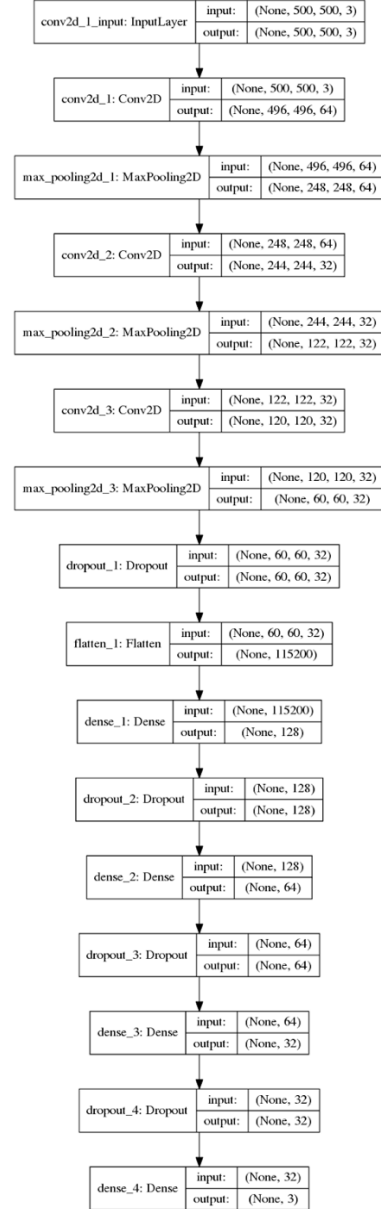 conv2d_1_input: InputLayer
input: (None, 500, 500, 3)
output: (None, 500, 500, 3)
conv2d_1: Conv2D
input: (None, 500, 500, 3)
output: (None, 496, 496, 64)
max_pooling2d_1: MaxPooling2D
input: (None, 496, 496, 64)
output: (None, 248, 248, 64)
conv2d_2: Conv2D
input: (None, 248, 248, 64)
output: (None, 244, 244, 32)
max_pooling2d_2: MaxPooling2D
input: (None, 244, 244, 32)
output: (None, 122, 122, 32)
conv2d_3: Conv2D
input: (None, 122, 122, 32)
output: (None, 120, 120, 32)
max_pooling2d_3: MaxPooling2D
input: (None, 120, 120, 32)
output: (None, 60, 60, 32)
dropout_1: Dropout
input: (None, 60, 60, 32)
output: (None, 60, 60, 32)
flatten_1: Flatten
input: (None, 60, 60, 32)
output: (None, 115200)
dense_1: Dense
input: (None, 115200)
output: (None, 128)
dropout_2: Dropout
input: (None, 128)
output: (None, 128)
dense_2: Dense
input: (None, 128)
output: (None, 64)
dropout_3: Dropout
input: (None, 64)
output: (None, 64)
dense_3: Dense
input: (None, 64)
output: (None, 32)
dropout_4: Dropout
input: (None, 32)
output: (None, 32)
dense_4: Dense
input: (None, 32)
output: (None, 3)